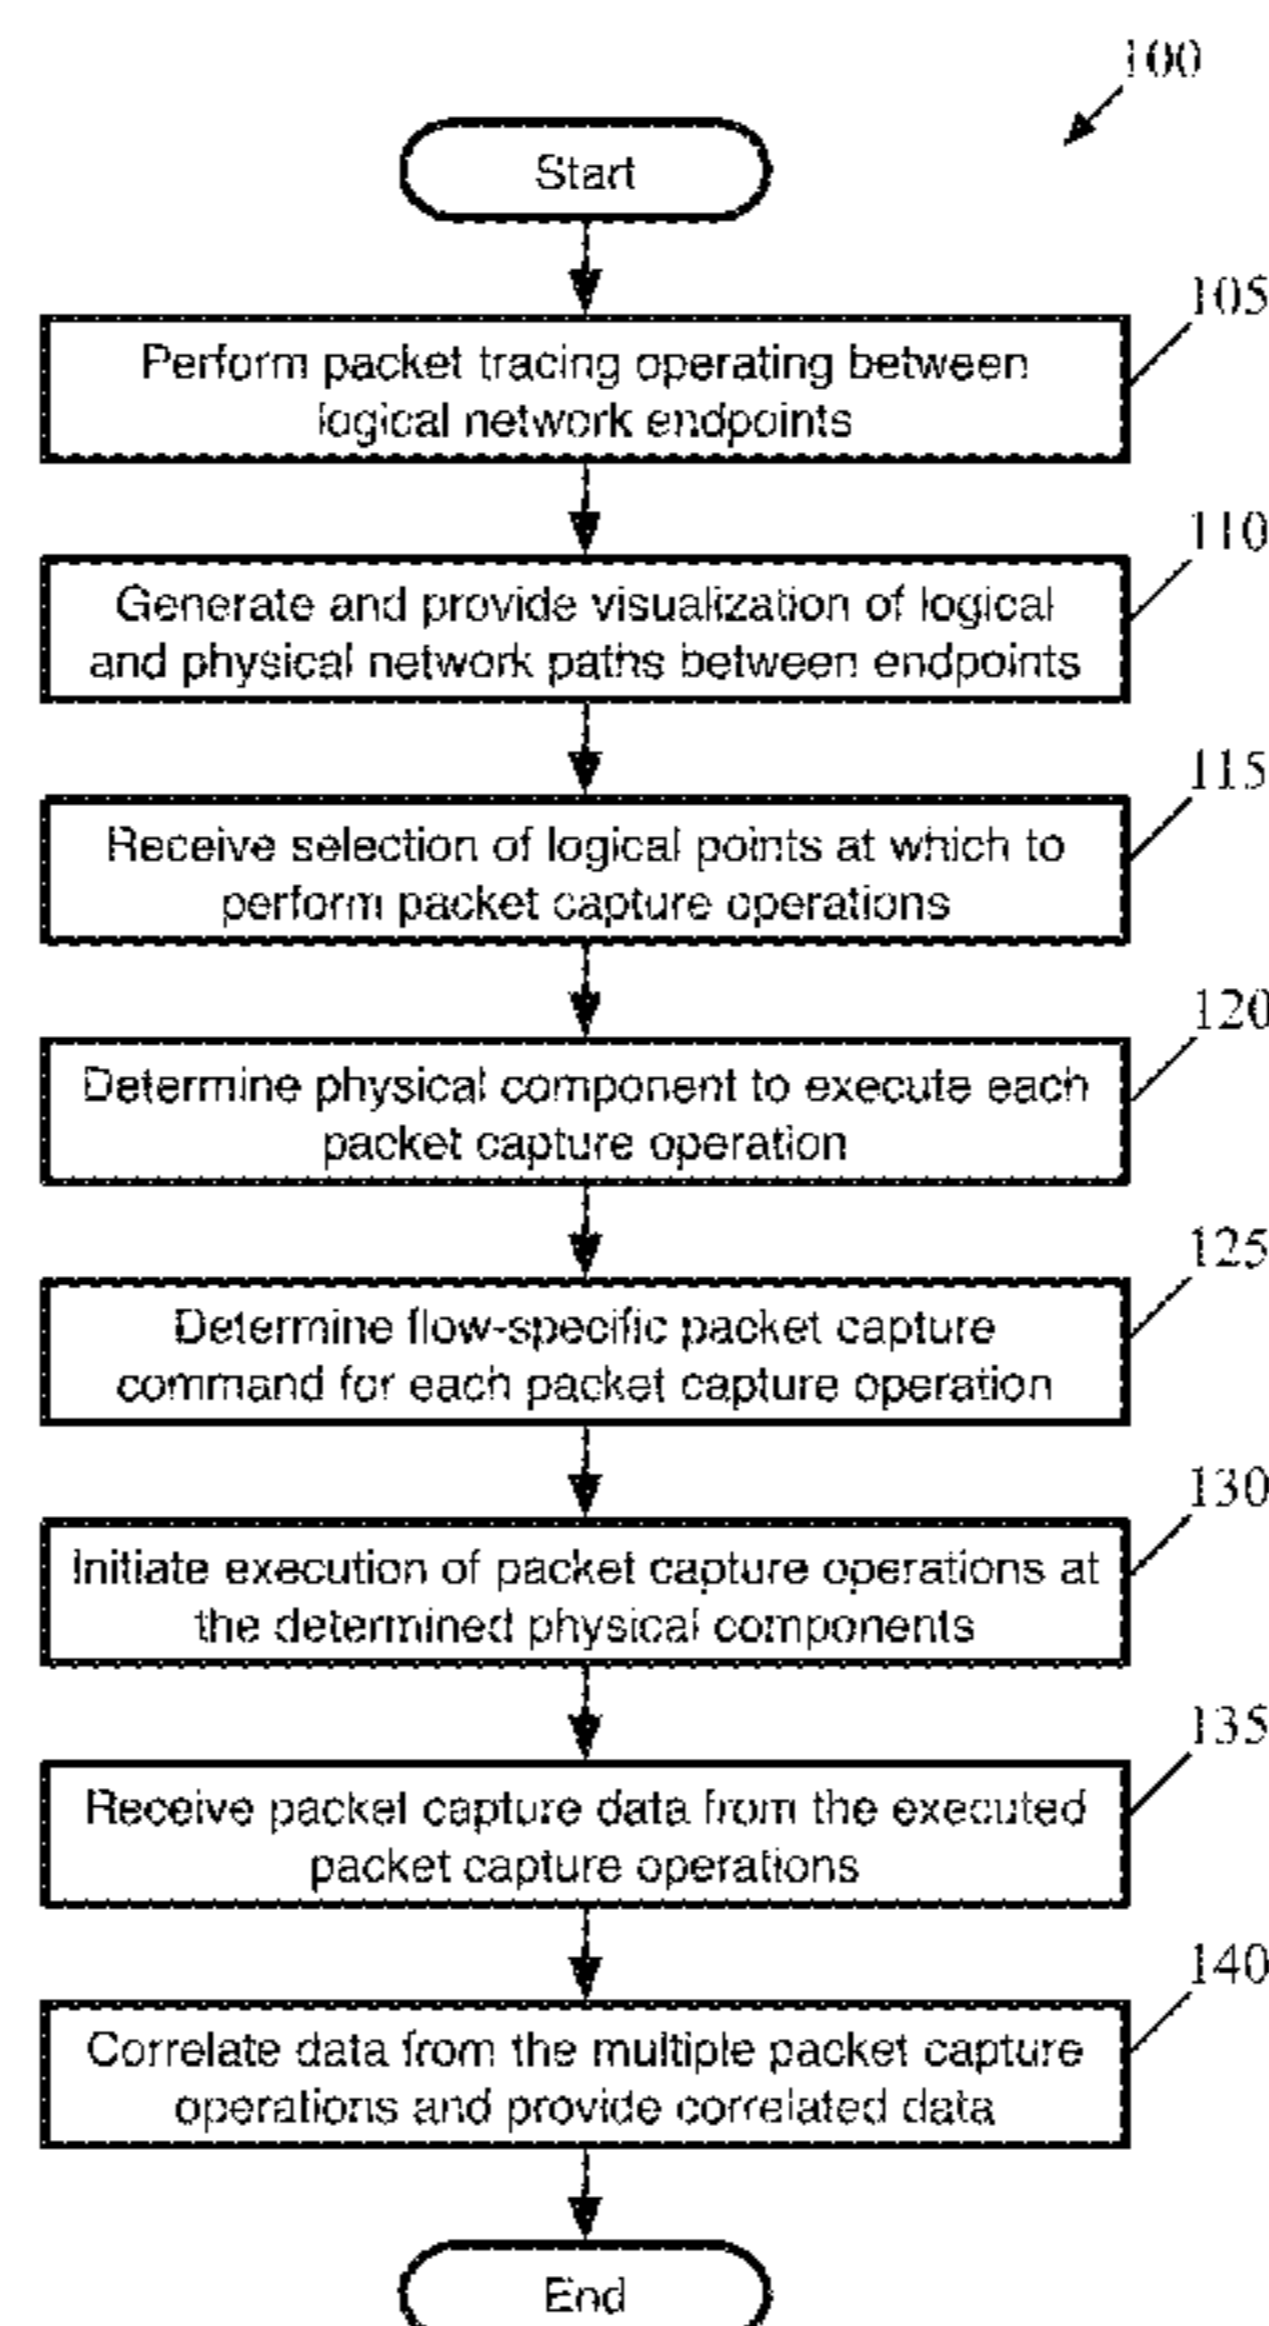 100
Start
105
Perform packet tracing operating between
logical network endpoints
110
Generate and provide visualization of logical
and physical network paths between endpoints
115
Receive selection of logical points at which to
perform packet capture operations
120
Determine physical component to execute each
packet capture operation
125
Determine flow-specific packet capture
command for each packet capture operation
130
Initiate execution of packet capture operations at
the determined physical components
135
Receive packet capture data from the executed
packet capture operations
140
Correlate data from the multiple packet capture
operations and provide correlated data
End